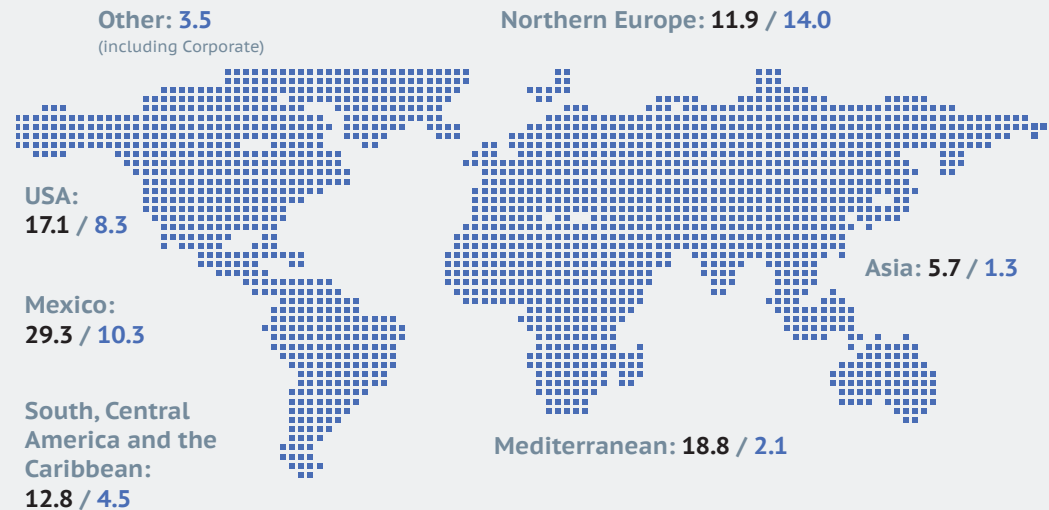 Other: 3.5
(including Corporate)
Northern Europe: 11.9 / 14.0
USA:
17.1 / 8.3
Asia: 5.7 / 1.3
Mexico:
29.3 / 10.3
South, Central
America and the
Caribbean:
12.8 / 4.5
Mediterranean: 18.8 / 2.1